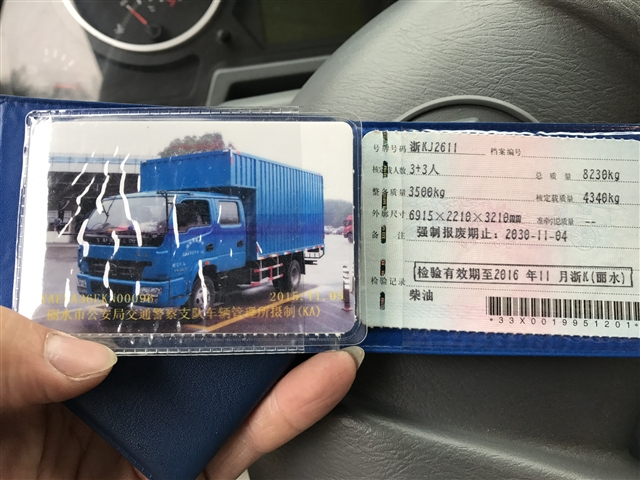 2015.11.04
丽水市公安局交通警察支队车辆管理所摄制(KA)
号牌号码 浙KJ2611 档案编号
核定载人数 3+3人 总质量 8230kg
整备质量 3500kg 核定载质量 4340kg
外廓尺寸 6915×2210×3210mm 准牵引总质量 --
备注 强制报废期止：2030-11-04
检验记录 检验有效期至2016 年 11 月浙K(丽水)
柴油
*33X0019951201*